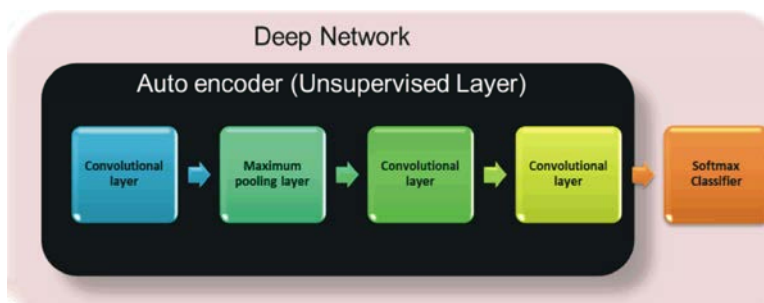 Deep Network
Auto encoder (Unsupervised Layer)
Convolutional
layer
Maximum
pooling layer
Convolutional
layer
Convolutional
layer
Softmax
Classifier